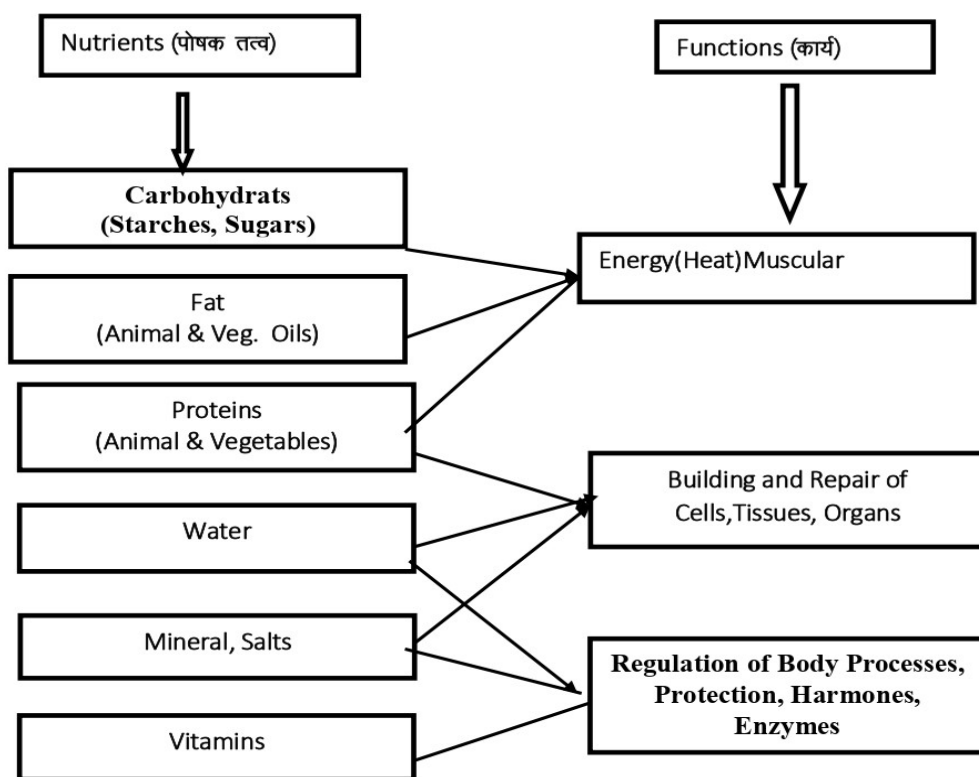 Nutrients (पोषक तत्व)
Functions (कार्य)
Carbohydrats
(Starches, Sugars)
Energy(Heat)Muscular
Fat
(Animal & Veg. Oils)
Proteins
(Animal & Vegetables)
Building and Repair of
Cells,Tissues, Organs
Water
Mineral, Salts
Regulation of Body Processes,
Protection, Harmones,
Enzymes
Vitamins